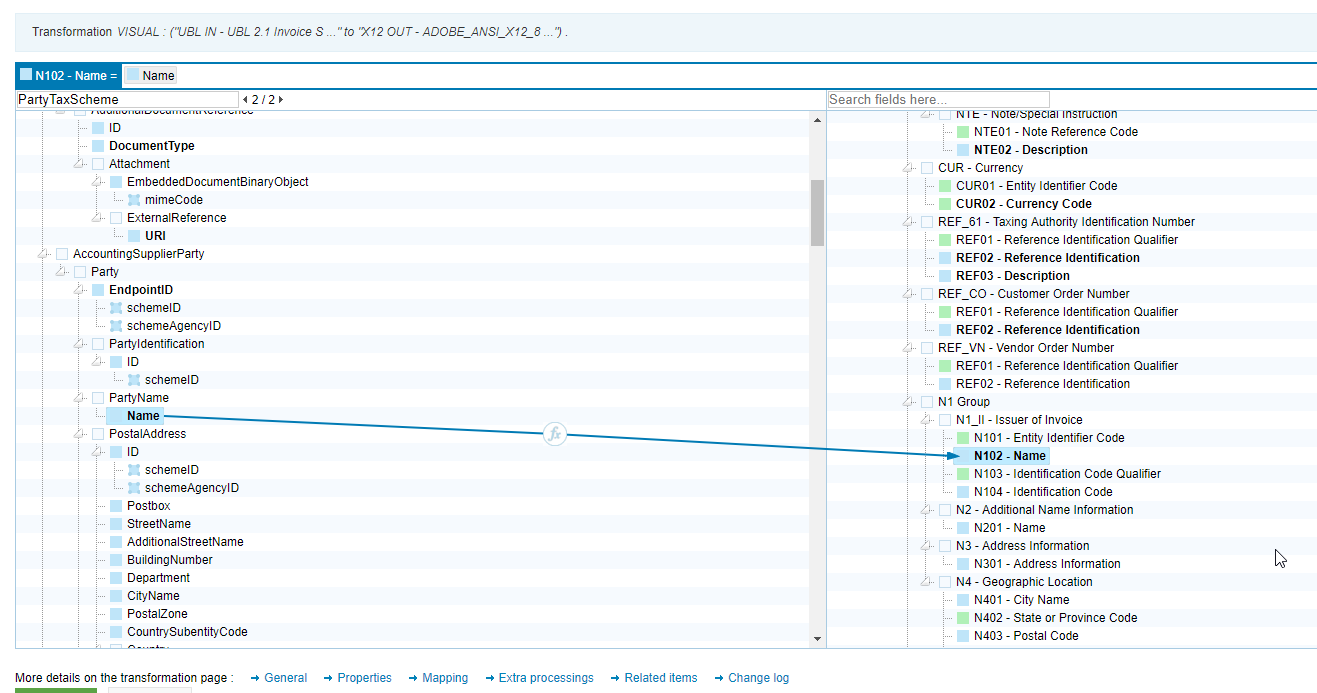 Transformation VISUAL : ("UBL IN - UBL 2.1 Invoice S ..." to "X12 OUT - ADOBE_ANSI_X12_8 ...") .
N102 - Name = Name
PartyTaxScheme 2 / 2
Search fields here...
AdditionalDocumentReference
ID
DocumentType
Attachment
EmbeddedDocumentBinaryObject
mimeCode
ExternalReference
URI
AccountingSupplierParty
Party
EndpointID
schemeID
schemeAgencyID
PartyIdentification
ID
schemeID
PartyName
Name
PostalAddress
ID
schemeID
schemeAgencyID
Postbox
StreetName
AdditionalStreetName
BuildingNumber
Department
CityName
PostalZone
CountrySubentityCode
Country
fx
NTE - Note/Special Instruction
NTE01 - Note Reference Code
NTE02 - Description
CUR - Currency
CUR01 - Entity Identifier Code
CUR02 - Currency Code
REF_61 - Taxing Authority Identification Number
REF01 - Reference Identification Qualifier
REF02 - Reference Identification
REF03 - Description
REF_CO - Customer Order Number
REF01 - Reference Identification Qualifier
REF02 - Reference Identification
REF_VN - Vendor Order Number
REF01 - Reference Identification Qualifier
REF02 - Reference Identification
N1 Group
N1_II - Issuer of Invoice
N101 - Entity Identifier Code
N102 - Name
N103 - Identification Code Qualifier
N104 - Identification Code
N2 - Additional Name Information
N201 - Name
N3 - Address Information
N301 - Address Information
N4 - Geographic Location
N401 - City Name
N402 - State or Province Code
N403 - Postal Code
More details on the transformation page : General Properties Mapping Extra processings Related items Change log